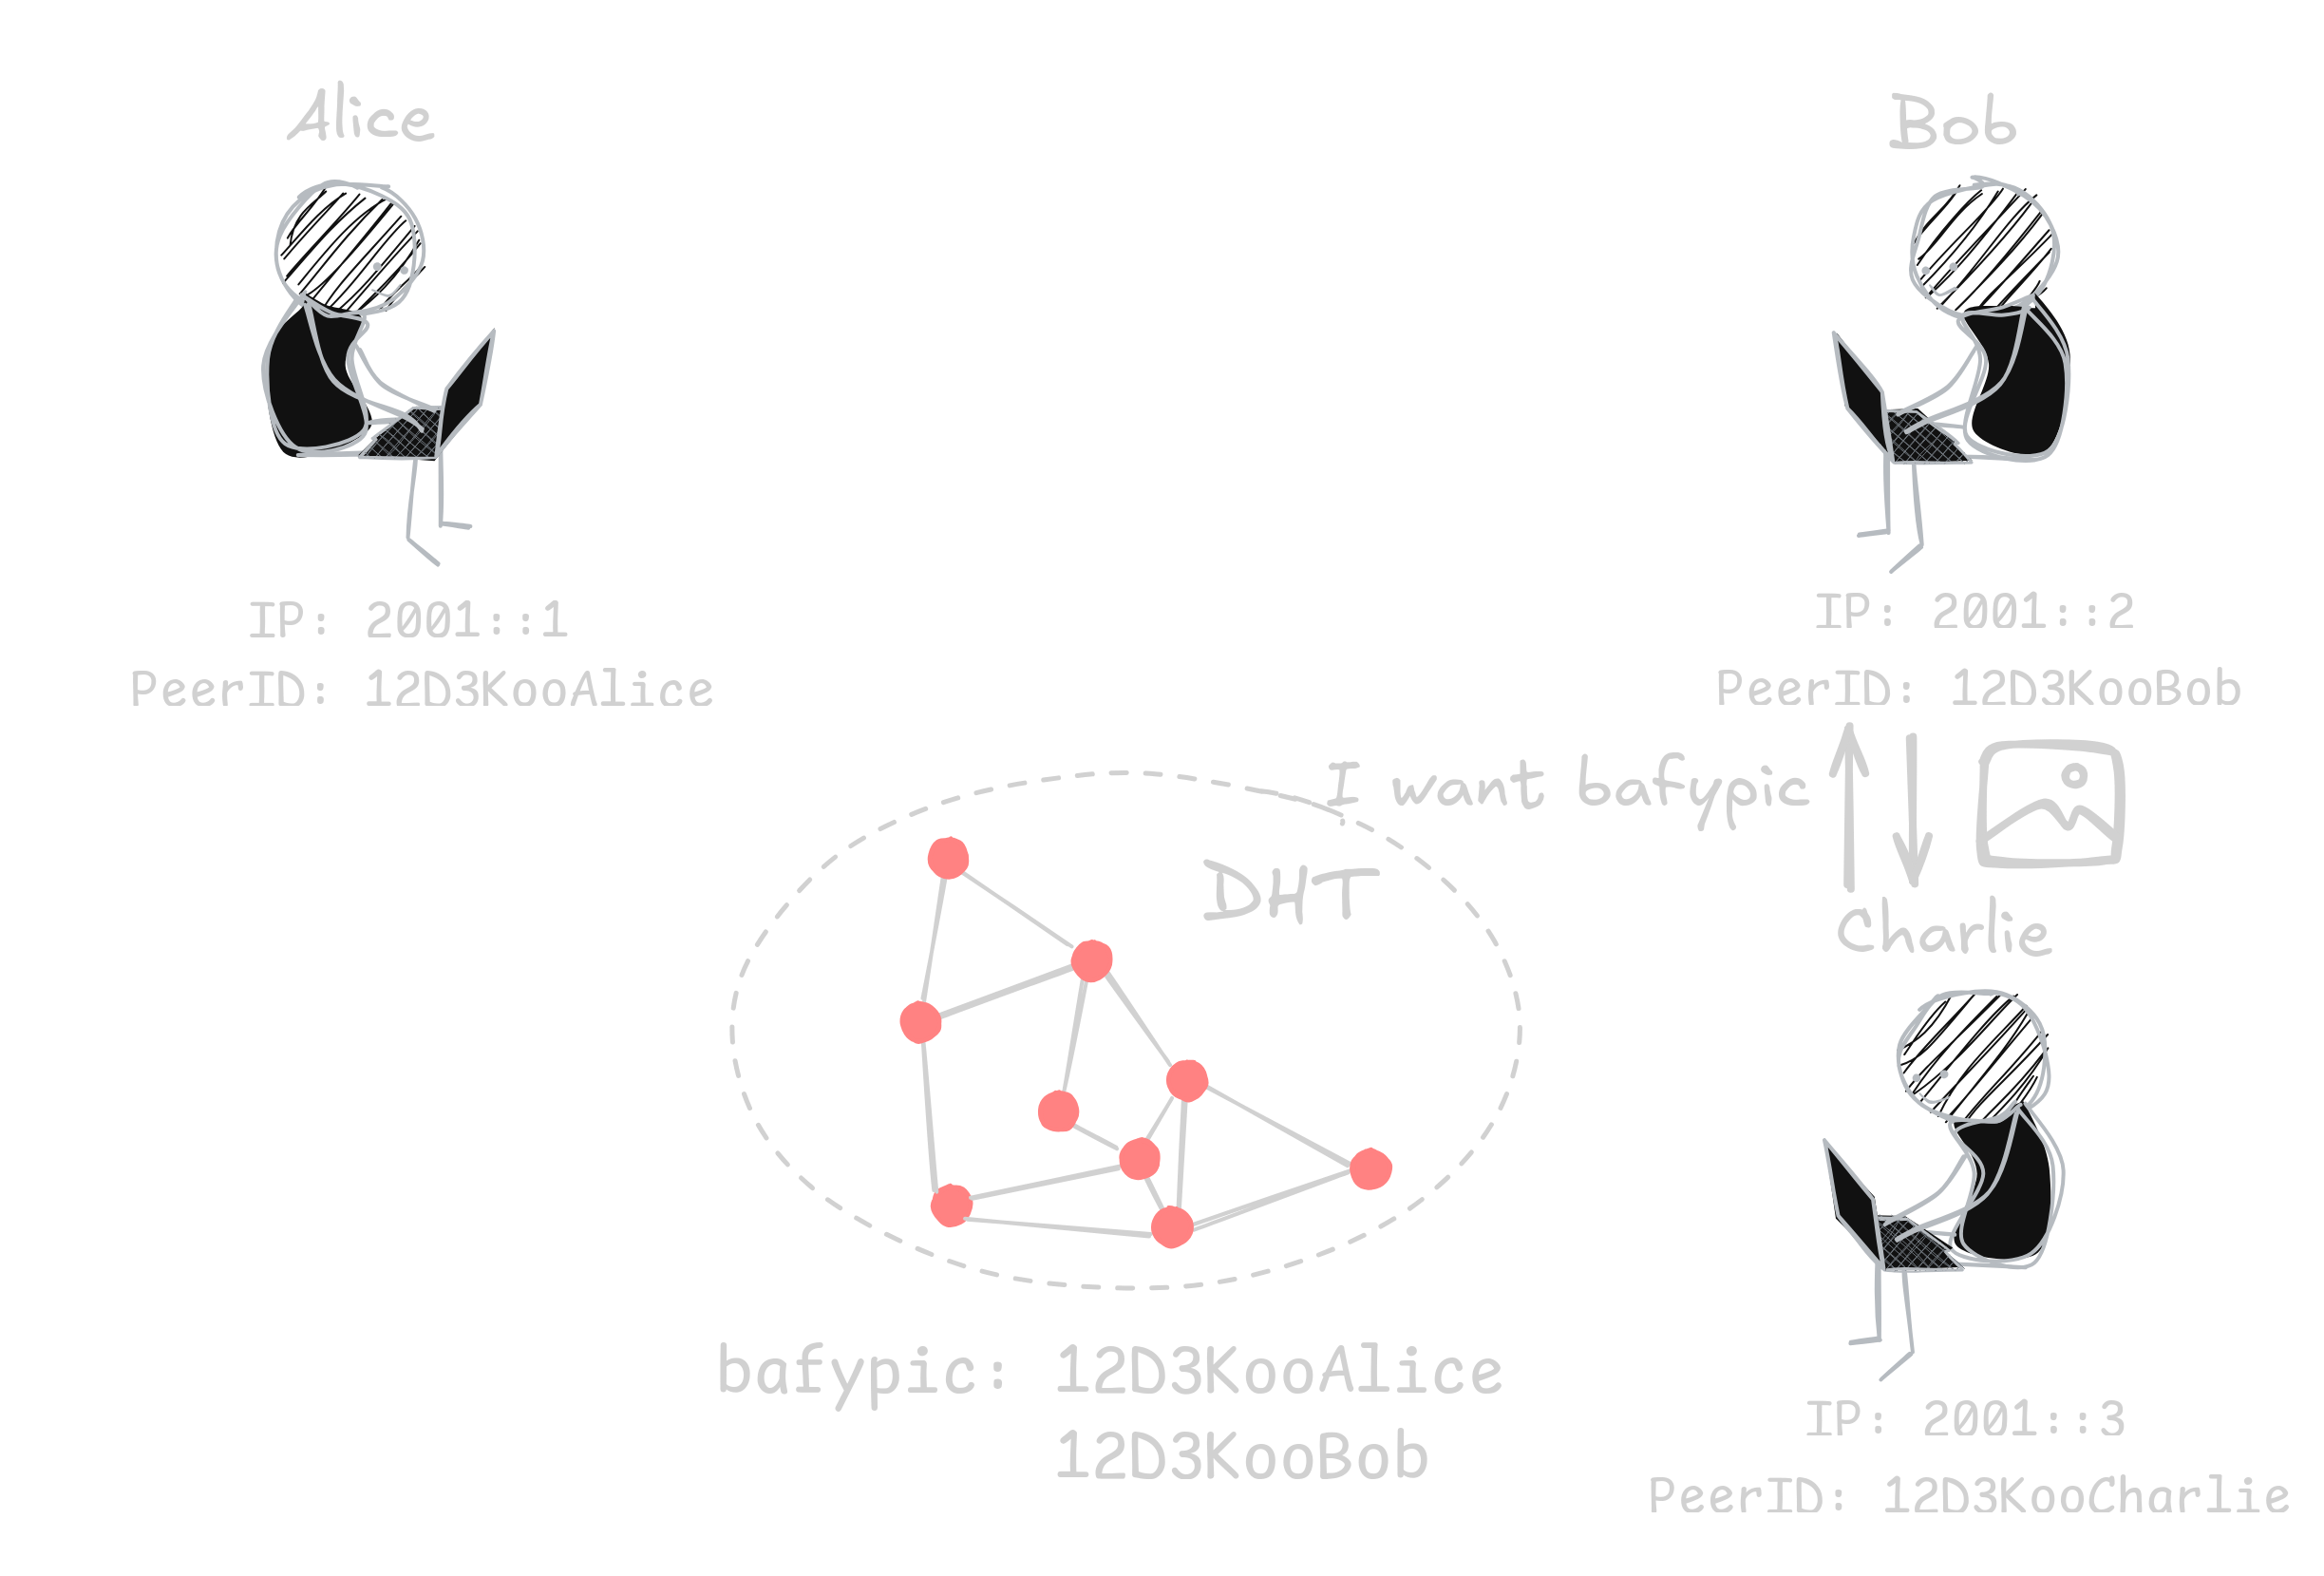 Alice
IP: 2001::1
PeerID: 12D3KooAlice
Bob
IP: 2001::2
PeerID: 12D3KooBob
I want bafypic
DHT
Charlie
IP: 2001::3
PeerID: 12D3KooCharlie
bafypic: 12D3KooAlice
12D3KooBob